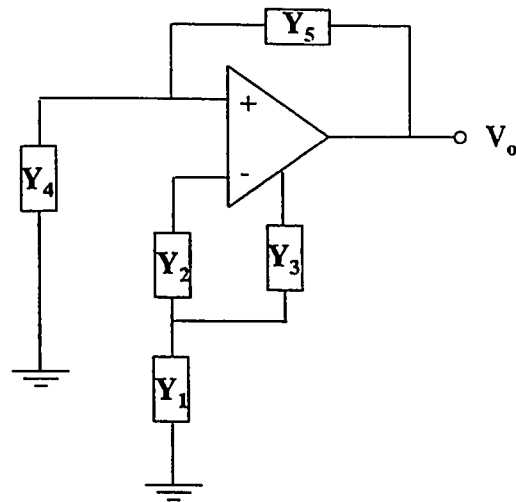 Y₅
+
Vₒ
Y₄
-
Y₂
Y₃
Y₁